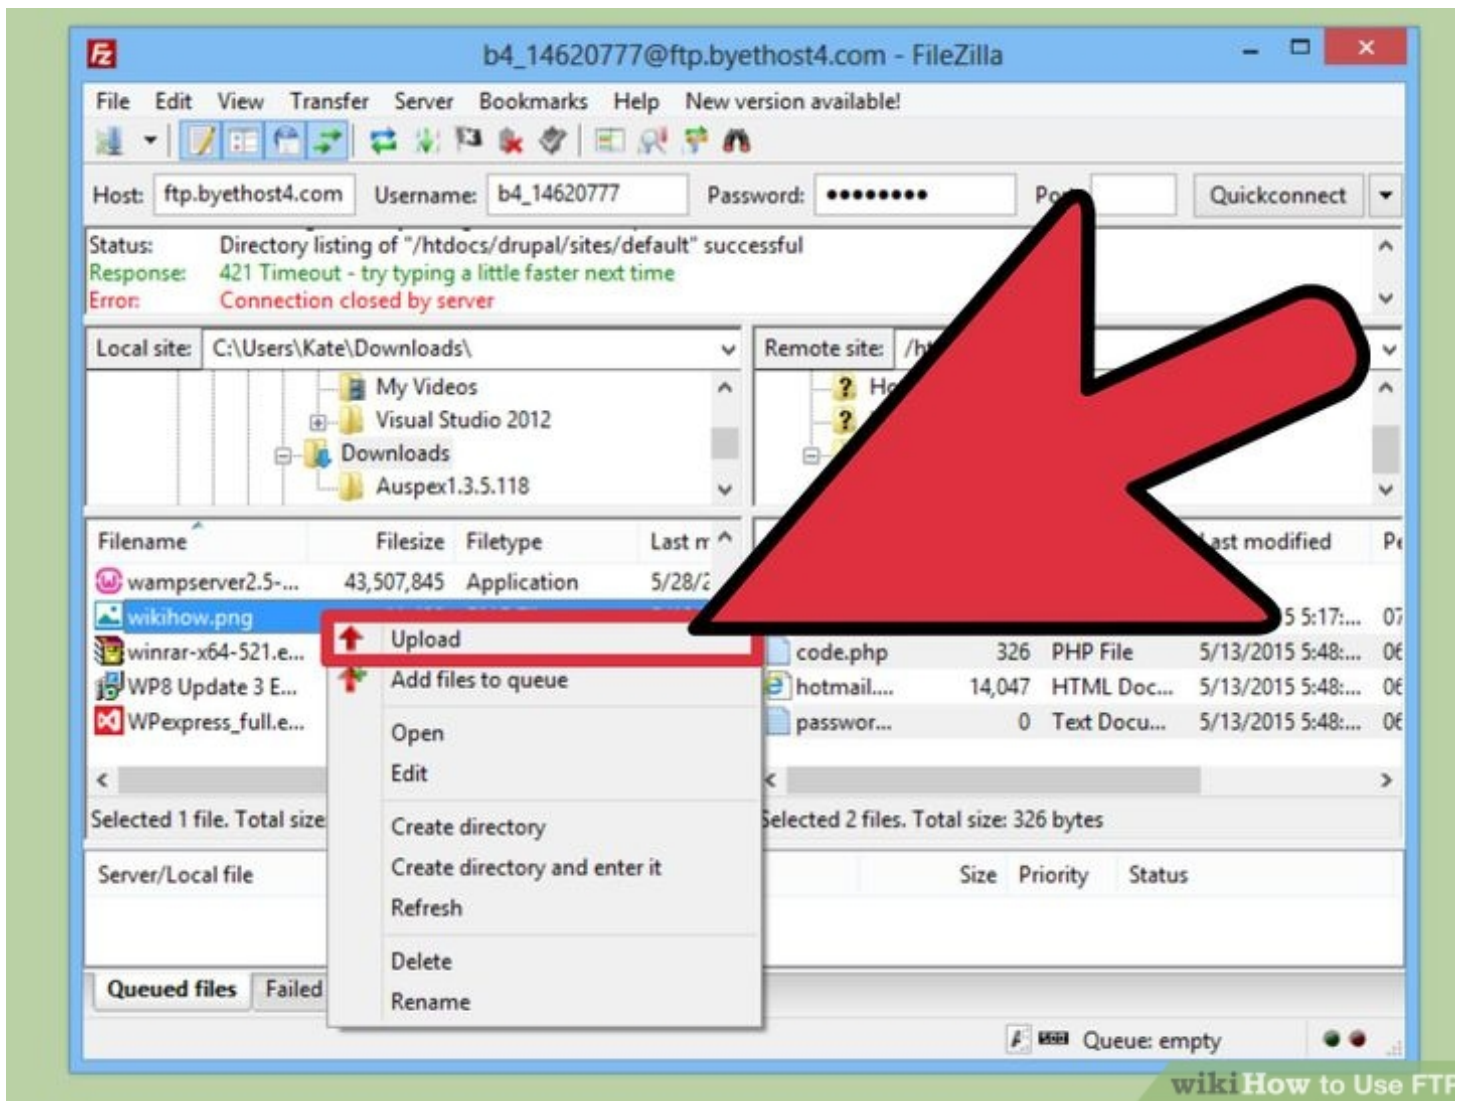 b4_14620777@ftp.byethost4.com - FileZilla
File Edit View Transfer Server Bookmarks Help New version available!
Host: ftp.byethost4.com Username: b4_14620777 Password: ●●●●●●●● Quickconnect
Status: Directory listing of "/htdocs/drupal/sites/default" successful
Response: 421 Timeout - try typing a little faster next time
Error: Connection closed by server
Local site: C:\Users\Kate\Downloads\ Remote site:
My Videos
Visual Studio 2012
Downloads
Auspex1.3.5.118
Filename Filesize Filetype Last modified
wampserver2.5-... 43,507,845 Application
wikihow.png 5:17:... 07
winrar-x64-521.e... code.php 326 PHP File 5/13/2015 5:48:... 06
WP8 Update 3 E... hotmail.... 14,047 HTML Doc... 5/13/2015 5:48:... 06
WPexpress_full.e... passwor... 0 Text Docu... 5/13/2015 5:48:... 06
Selected 1 file. Total size Selected 2 files. Total size: 326 bytes
Server/Local file Size Priority Status
Queued files Failed
Upload
Add files to queue
Open
Edit
Create directory
Create directory and enter it
Refresh
Delete
Rename
Queue: empty
wikiHow to Use FTP